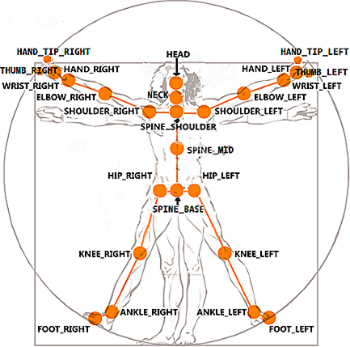 HAND_TIP_RIGHT
HAND_TIP_LEFT
HEAD
THUMB_RIGHT
HAND_RIGHT
HAND_LEFT
THUMB_LEFT
WRIST_RIGHT
WRIST_LEFT
NECK
ELBOW_RIGHT
ELBOW_LEFT
SHOULDER_RIGHT
SHOULDER_LEFT
SPINE_SHOULDER
SPINE_MID
HIP_RIGHT
HIP_LEFT
SPINE_BASE
KNEE_RIGHT
KNEE_LEFT
ANKLE_RIGHT
ANKLE_LEFT
FOOT_RIGHT
FOOT_LEFT